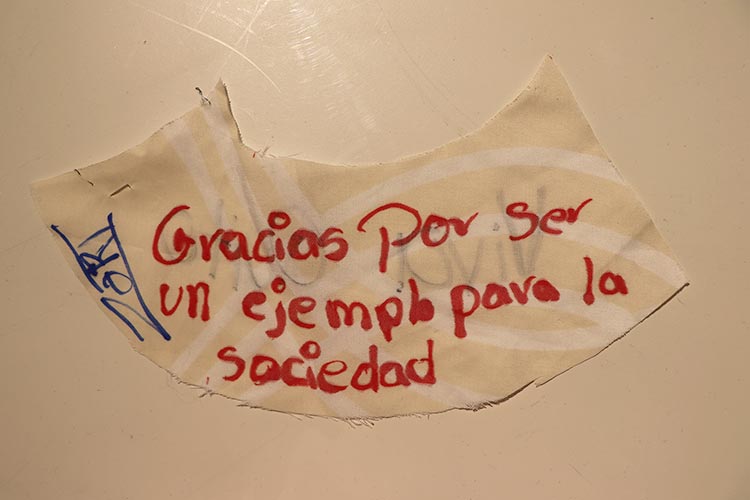 Gracias por ser
un ejemplo para la
sociedad